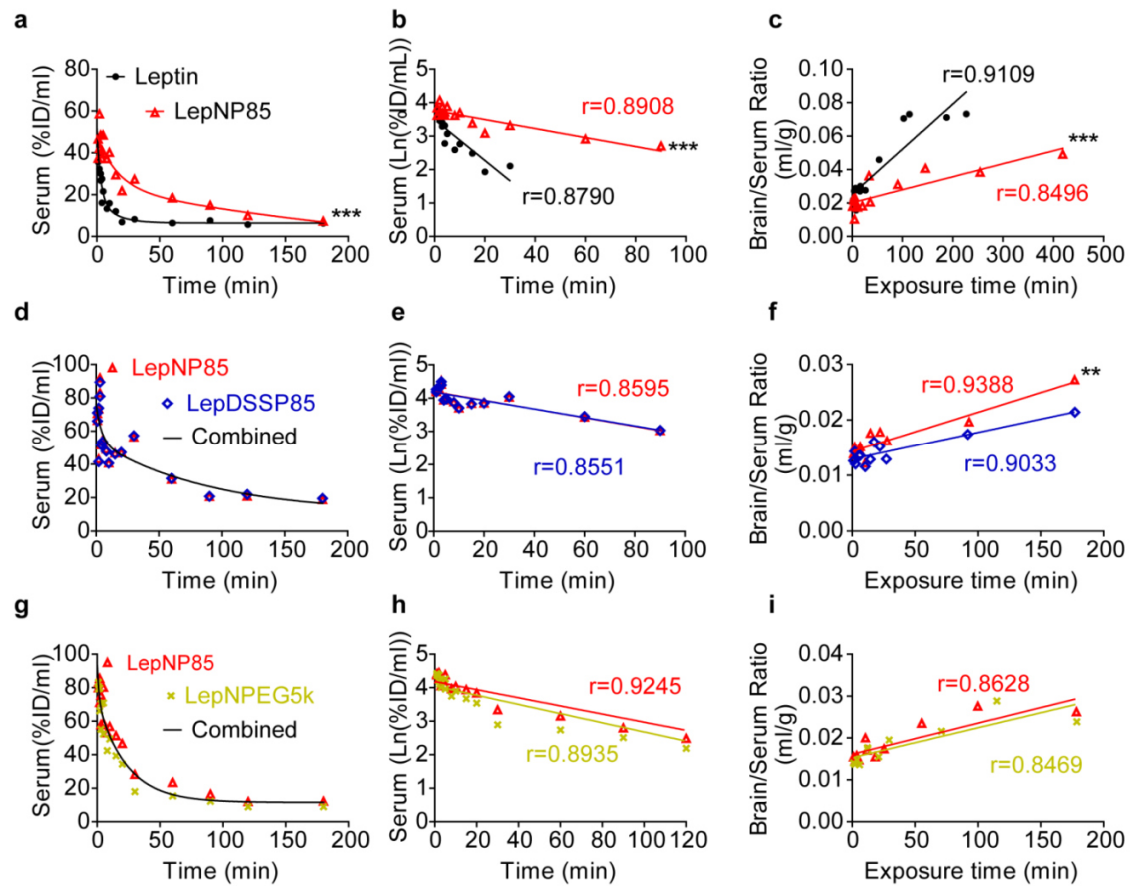 a
Serum (%ID/ml)
80
60
40
20
0
Leptin
LepNP85
***
0 50 100 150 200
Time (min)
b
Serum (Ln(%ID/mL))
5
4
3
2
1
0
r=0.8908
***
r=0.8790
0 20 40 60 80 100
Time (min)
c
Brain/Serum Ratio
(ml/g)
0.10
0.08
0.06
0.04
0.02
0.00
r=0.9109
***
r=0.8496
0 100 200 300 400 500
Exposure time (min)
d
Serum (%ID/ml)
100
80
60
40
20
0
LepNP85
LepDSSP85
Combined
0 50 100 150 200
Time (min)
e
Serum (Ln(%ID/ml))
5
4
3
2
1
0
r=0.8595
r=0.8551
0 20 40 60 80 100
Time (min)
f
Brain/Serum Ratio
(ml/g)
0.03
0.02
0.01
0.00
r=0.9388
**
r=0.9033
0 50 100 150 200
Exposure time (min)
g
Serum(%ID/ml)
100
80
60
40
20
0
LepNP85
LepNPEG5k
Combined
0 50 100 150 200
Time (min)
h
Serum (Ln(%ID/ml))
5
4
3
2
1
0
r=0.9245
r=0.8935
0 20 40 60 80 100 120
Time (min)
i
Brain/Serum Ratio
(ml/g)
0.04
0.03
0.02
0.01
0.00
r=0.8628
r=0.8469
0 50 100 150 200
Exposure time (min)